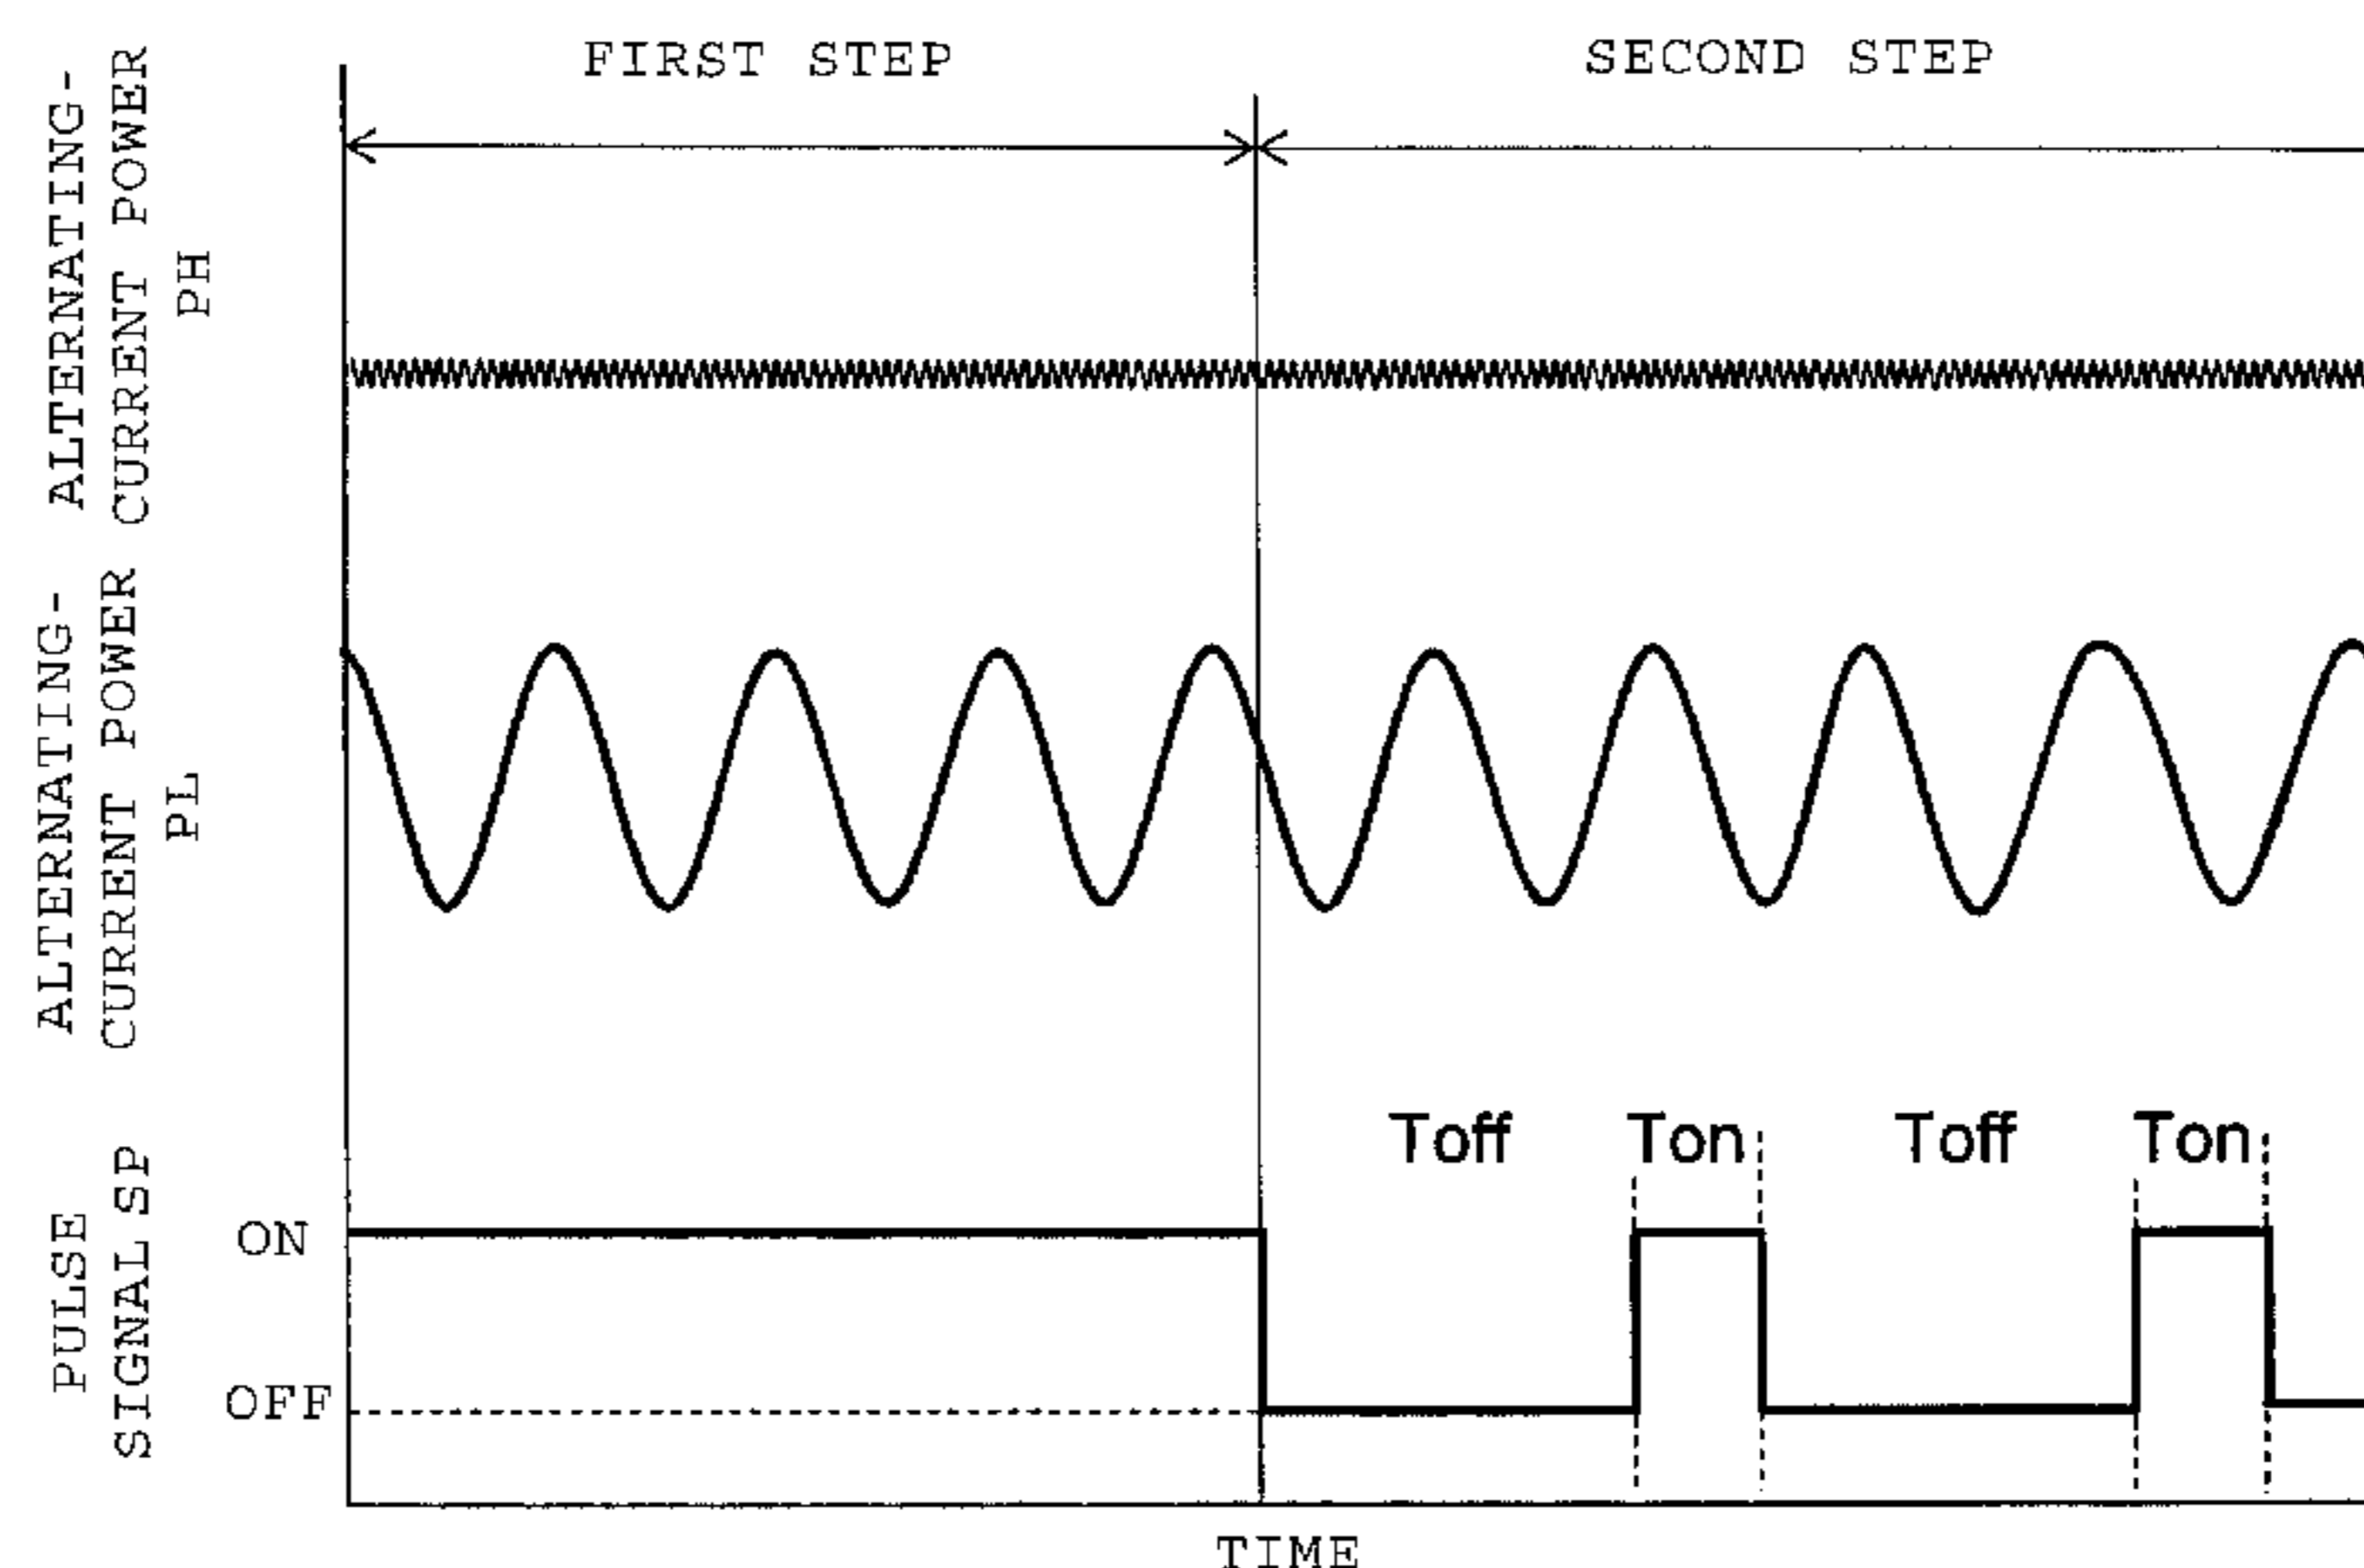 FIRST STEP
SECOND STEP
ALTERNATING-
CURRENT POWER
PH
ALTERNATING-
CURRENT POWER
PL
Toff
Ton
Toff
Ton
PULSE
SIGNAL SP
ON
OFF
TIME